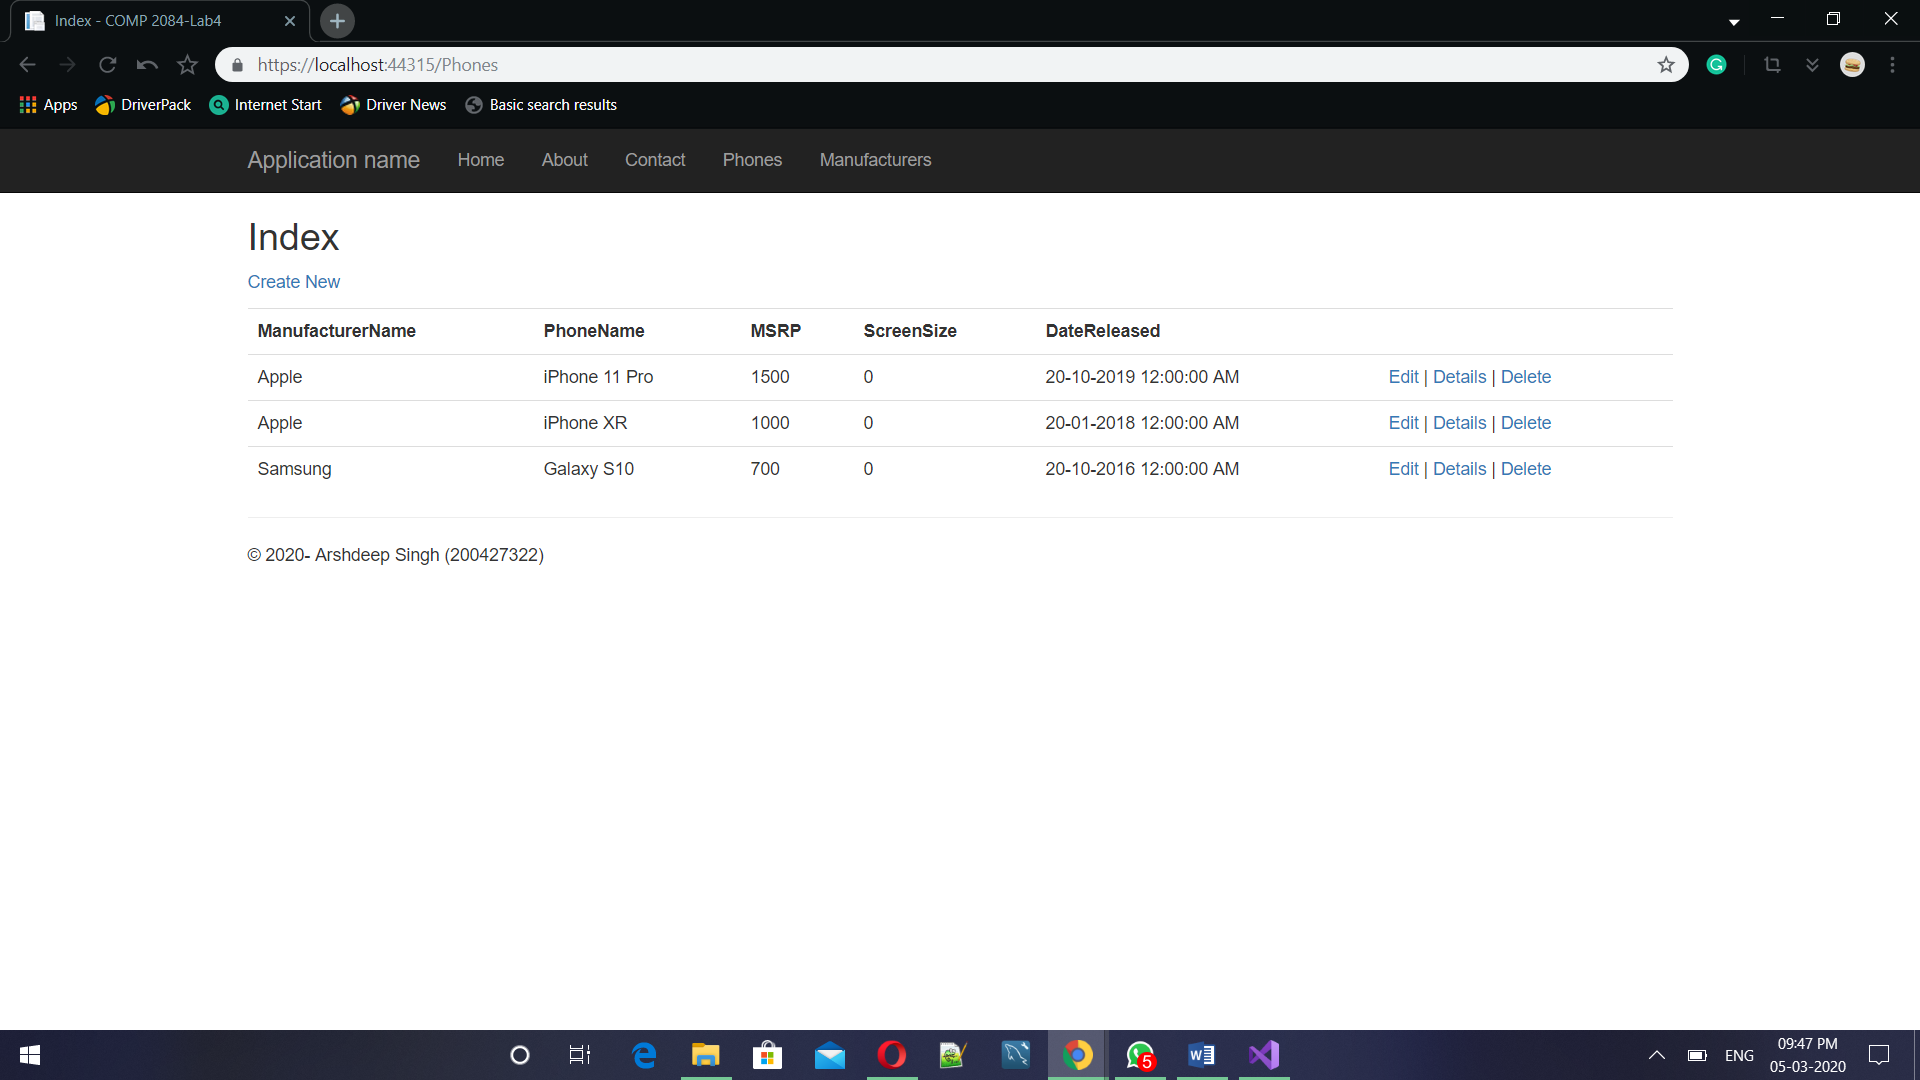 Index - COMP 2084-Lab4
https://localhost:44315/Phones
Apps DriverPack Internet Start Driver News Basic search results
Application name Home About Contact Phones Manufacturers
Index
Create New
ManufacturerName PhoneName MSRP ScreenSize DateReleased
Apple iPhone 11 Pro 1500 0 20-10-2019 12:00:00 AM Edit | Details | Delete
Apple iPhone XR 1000 0 20-01-2018 12:00:00 AM Edit | Details | Delete
Samsung Galaxy S10 700 0 20-10-2016 12:00:00 AM Edit | Details | Delete
© 2020- Arshdeep Singh (200427322)
5
ENG
09:47 PM
05-03-2020